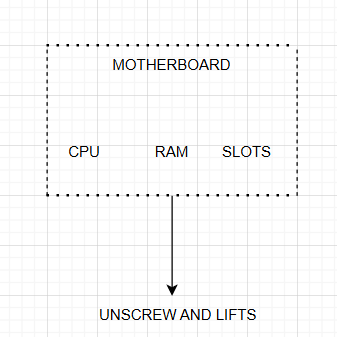 MOTHERBOARD
CPU RAM SLOTS
UNSCREW AND LIFTS